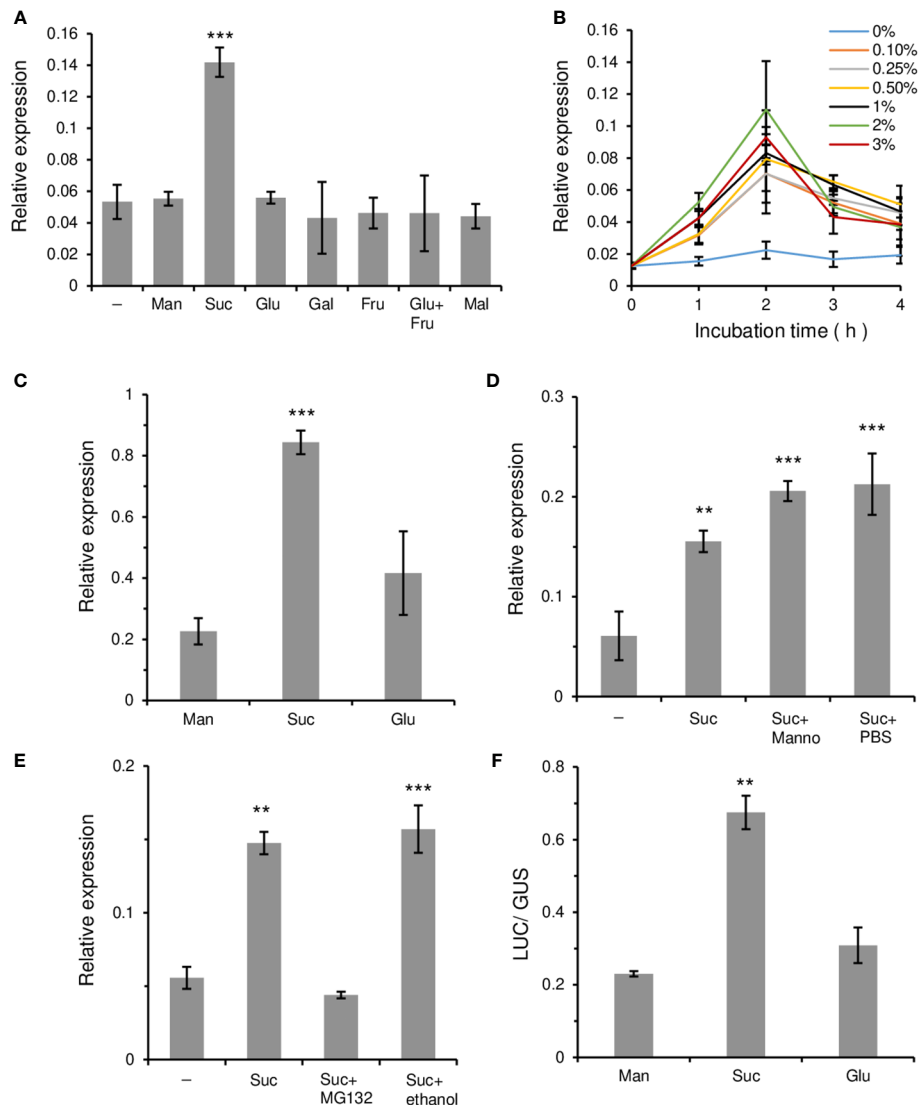 A
Relative expression
0.16
0.14
0.12
0.1
0.08
0.06
0.04
0.02
0
***
–
Man
Suc
Glu
Gal
Fru
Glu+
Fru
Mal
B
Relative expression
0.16
0.14
0.12
0.1
0.08
0.06
0.04
0.02
0
0%
0.10%
0.25%
0.50%
1%
2%
3%
0
1
2
3
4
Incubation time ( h )
C
Relative expression
1
0.8
0.6
0.4
0.2
0
***
Man
Suc
Glu
D
Relative expression
0.3
0.2
0.1
0
**
***
***
–
Suc
Suc+
Manno
Suc+
PBS
E
Relative expression
0.2
0.1
0
**
***
–
Suc
Suc+
MG132
Suc+
ethanol
F
LUC/ GUS
0.8
0.6
0.4
0.2
0
**
Man
Suc
Glu